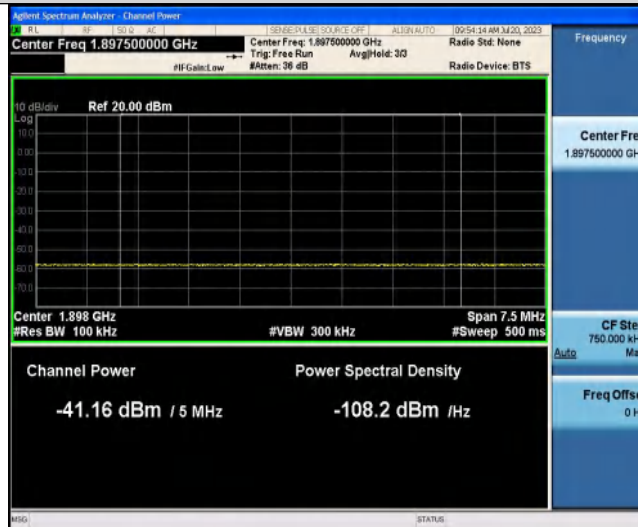 Agilent Spectrum Analyzer - Channel Power
RL RF 50 Ω AC SENSE:PULSE SOURCE OFF ALIGN AUTO 09:54:14 AM Jul 20, 2023
Center Freq 1.897500000 GHz
Center Freq: 1.897500000 GHz
Radio Std: None
Trig: Free Run Avg|Hold: 3/3
#IFGain:Low
#Atten: 36 dB
Radio Device: BTS
10 dB/div Ref 20.00 dBm
Log
10.0
0.00
-10.0
-20.0
-30.0
-40.0
-50.0
-60.0
-70.0
Center 1.898 GHz Span 7.5 MHz
#Res BW 100 kHz #VBW 300 kHz #Sweep 500 ms
Channel Power
Power Spectral Density
-41.16 dBm / 5 MHz
-108.2 dBm /Hz
MSG STATUS
Frequency
Center Fre
1.897500000 GH
CF Ste
750.000 kH
Auto Ma
Freq Offse
0 H